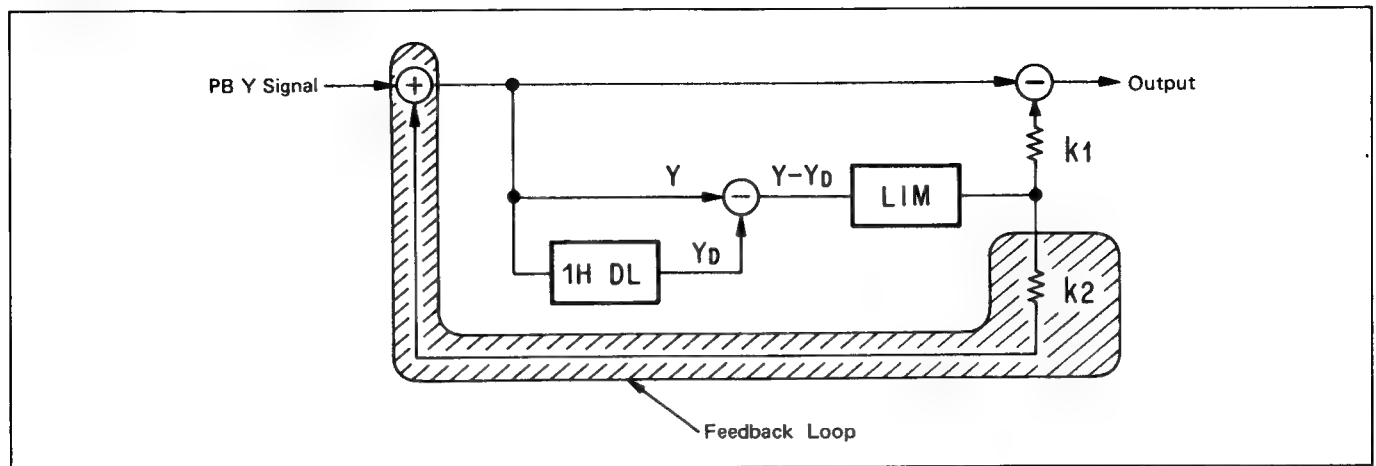 PB Y Signal
+
−
Output
k1
Y
−
Y−YD
LIM
1H DL
YD
k2
Feedback Loop